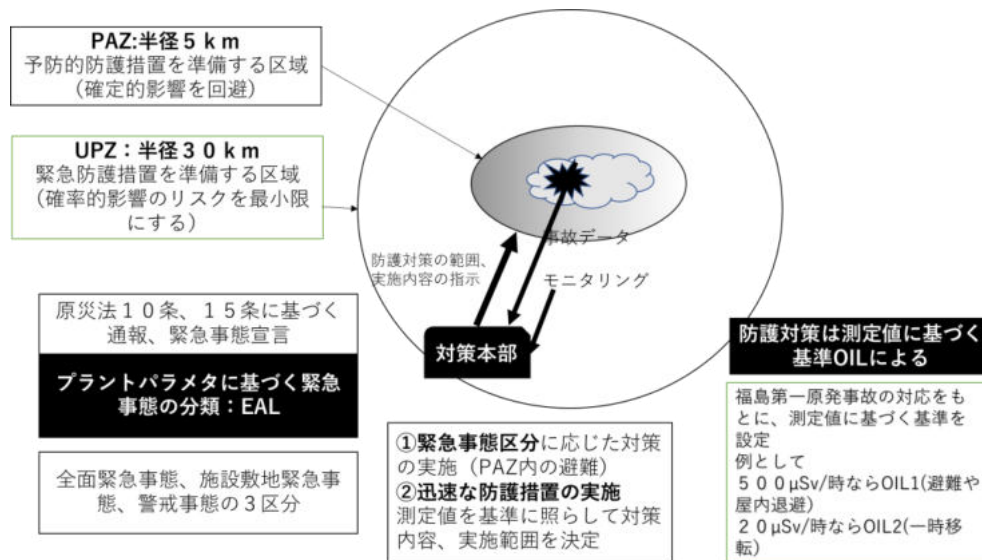 PAZ:半径５ｋｍ
予防的防護措置を準備する区域
（確定的影響を回避）
UPZ：半径３０ｋｍ
緊急防護措置を準備する区域
（確率的影響のリスクを最小限
にする）
事故データ
防護対策の範囲、
実施内容の指示
モニタリング
対策本部
原災法１０条、１５条に基づく
通報、緊急事態宣言
プラントパラメタに基づく緊急
事態の分類：EAL
全面緊急事態、施設敷地緊急事
態、警戒事態の３区分
①緊急事態区分に応じた対策
の実施（PAZ内の避難）
②迅速な防護措置の実施
測定値を基準に照らして対策
内容、実施範囲を決定
防護対策は測定値に基づく
基準OILによる
福島第一原発事故の対応をも
とに、測定値に基づく基準を
設定
例として
５００μSv/時ならOIL1(避難や
屋内退避）
２０μSv/時ならOIL2(一時移
転）